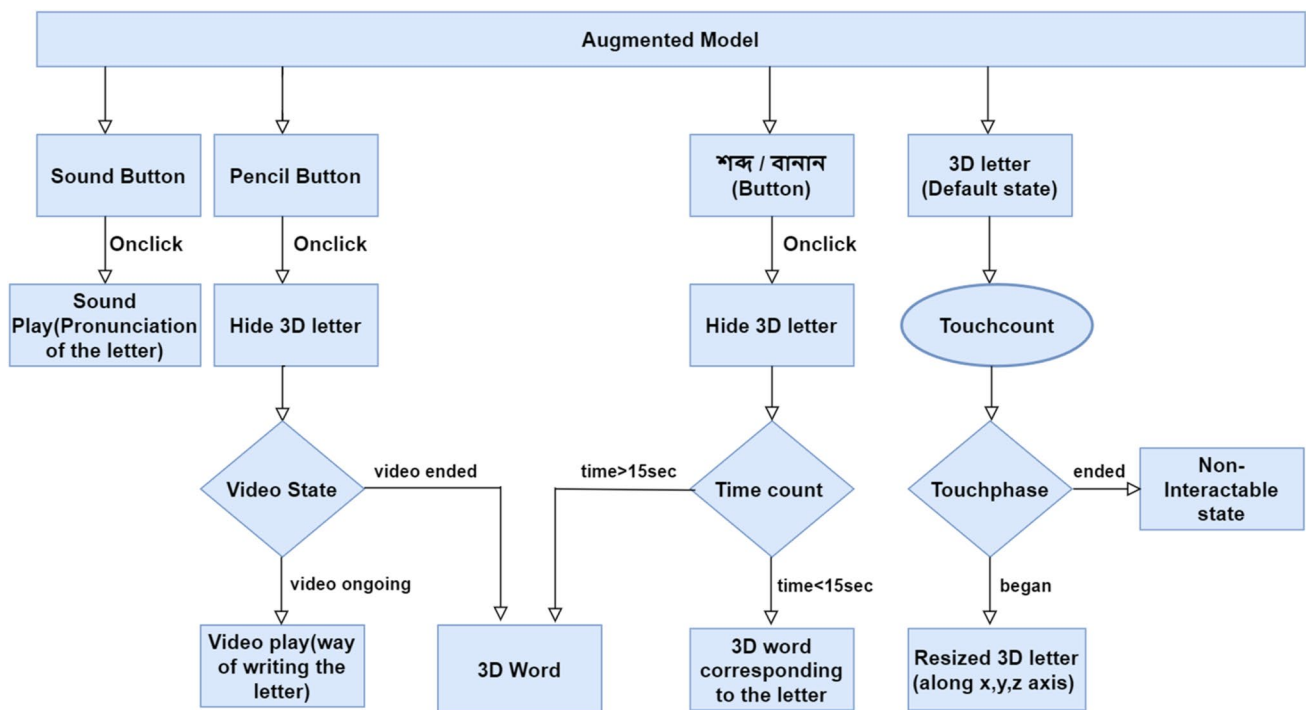 Augmented Model
Sound Button
Pencil Button
শব্দ / বানান
(Button)
3D letter
(Default state)
Onclick
Onclick
Onclick
Sound
Play(Pronunciation
of the letter)
Hide 3D letter
Hide 3D letter
Touchcount
Video State
video ended
time>15sec
Time count
Touchphase
ended
Non-
Interactable
state
video ongoing
time<15sec
began
Video play(way
of writing the
letter)
3D Word
3D word
corresponding
to the letter
Resized 3D letter
(along x,y,z axis)